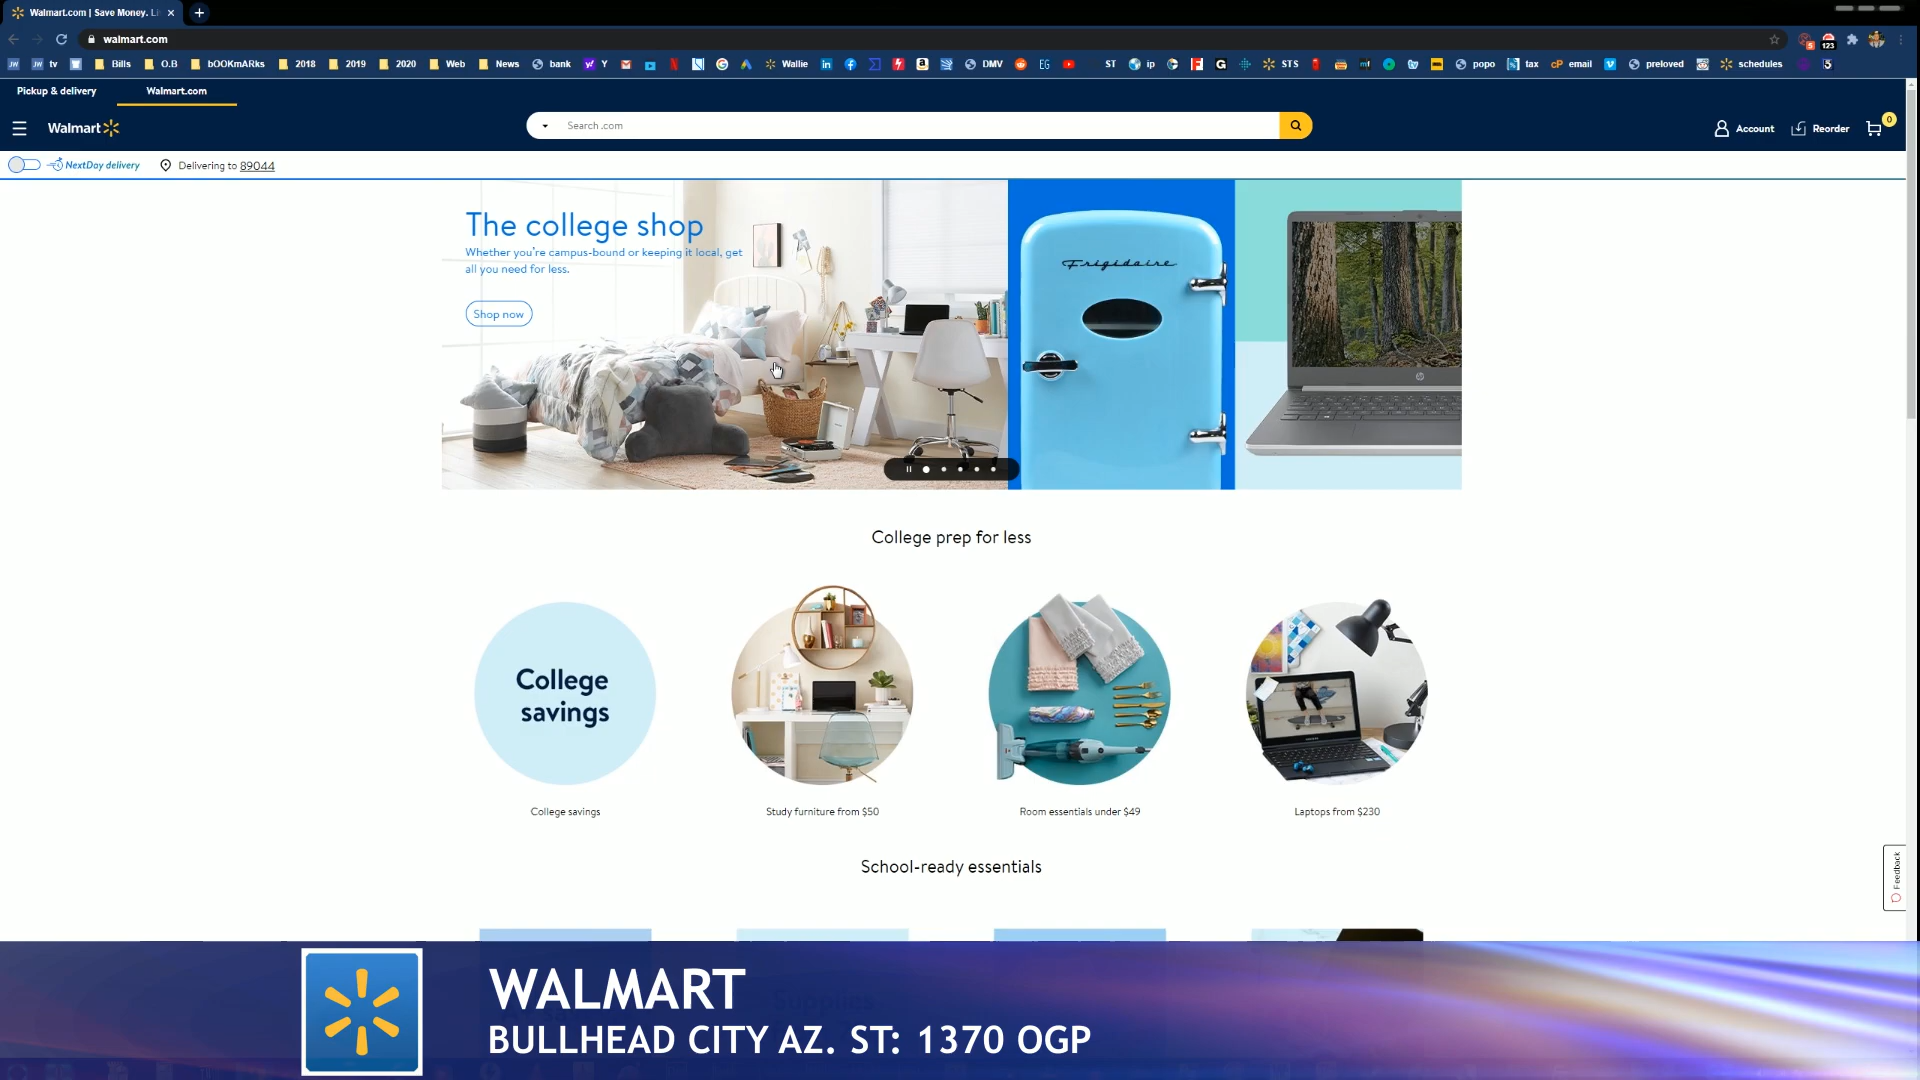 Walmart.com | Save Money. Li
walmart.com
tv Bills O.B bOOKmARks 2018 2019 2020 Web News bank Y Wallie DMV EG ST ip STS popo tax email preloved schedules
Pickup & delivery Walmart.com
Walmart Search .com Account Reorder 0
NextDay delivery Delivering to 89044
The college shop
Whether you're campus-bound or keeping it local, get
all you need for less.
Shop now
Frigidaire
College prep for less
College
savings
College savings Study furniture from $50 Room essentials under $49 Laptops from $230
School-ready essentials
Feedback
Supplies
WALMART
BULLHEAD CITY AZ. ST: 1370 OGP